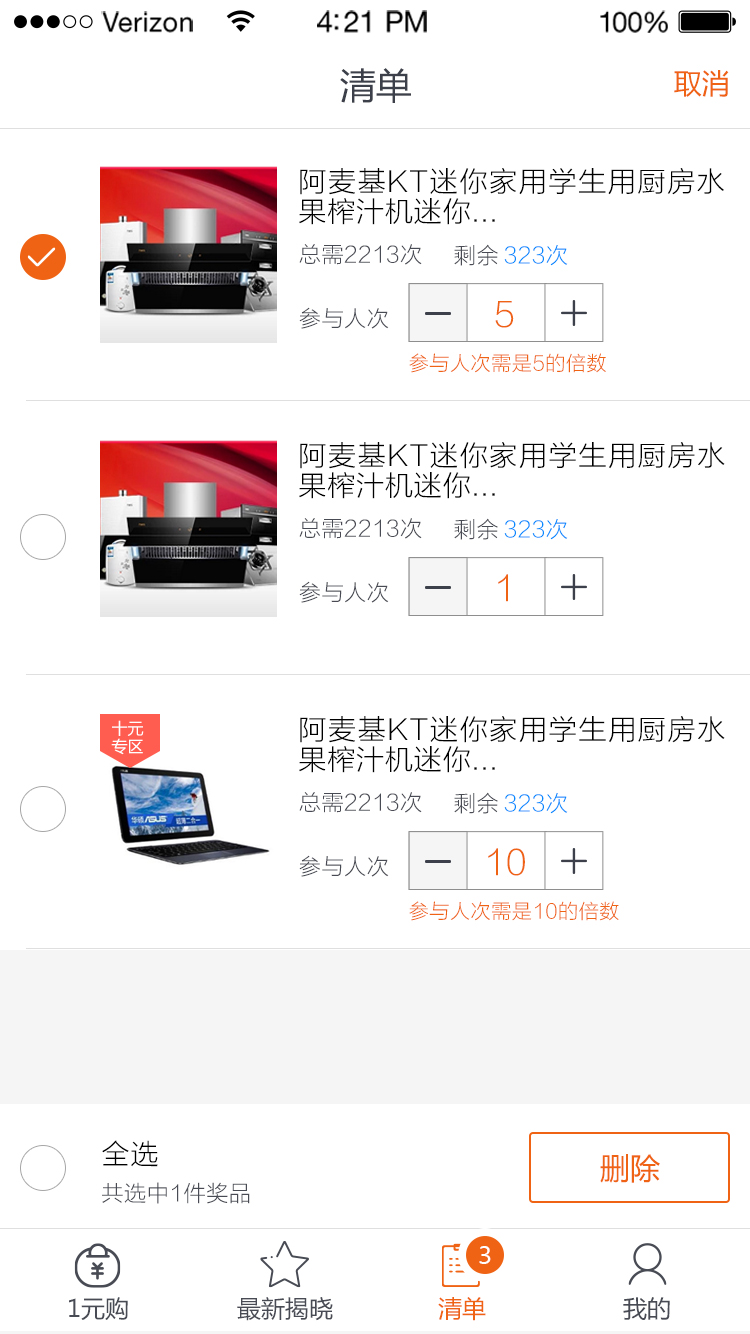 Verizon 4:21 PM 100%
清单 取消
阿麦基KT迷你家用学生用厨房水
果榨汁机迷你...
总需2213次 剩余 323次
参与人次 — 5 +
参与人次需是5的倍数
阿麦基KT迷你家用学生用厨房水
果榨汁机迷你...
总需2213次 剩余 323次
参与人次 — 1 +
十元
专区
华硕 ASUS 超薄二合一
阿麦基KT迷你家用学生用厨房水
果榨汁机迷你...
总需2213次 剩余 323次
参与人次 — 10 +
参与人次需是10的倍数
全选
共选中1件奖品
删除
3
1元购 最新揭晓 清单 我的